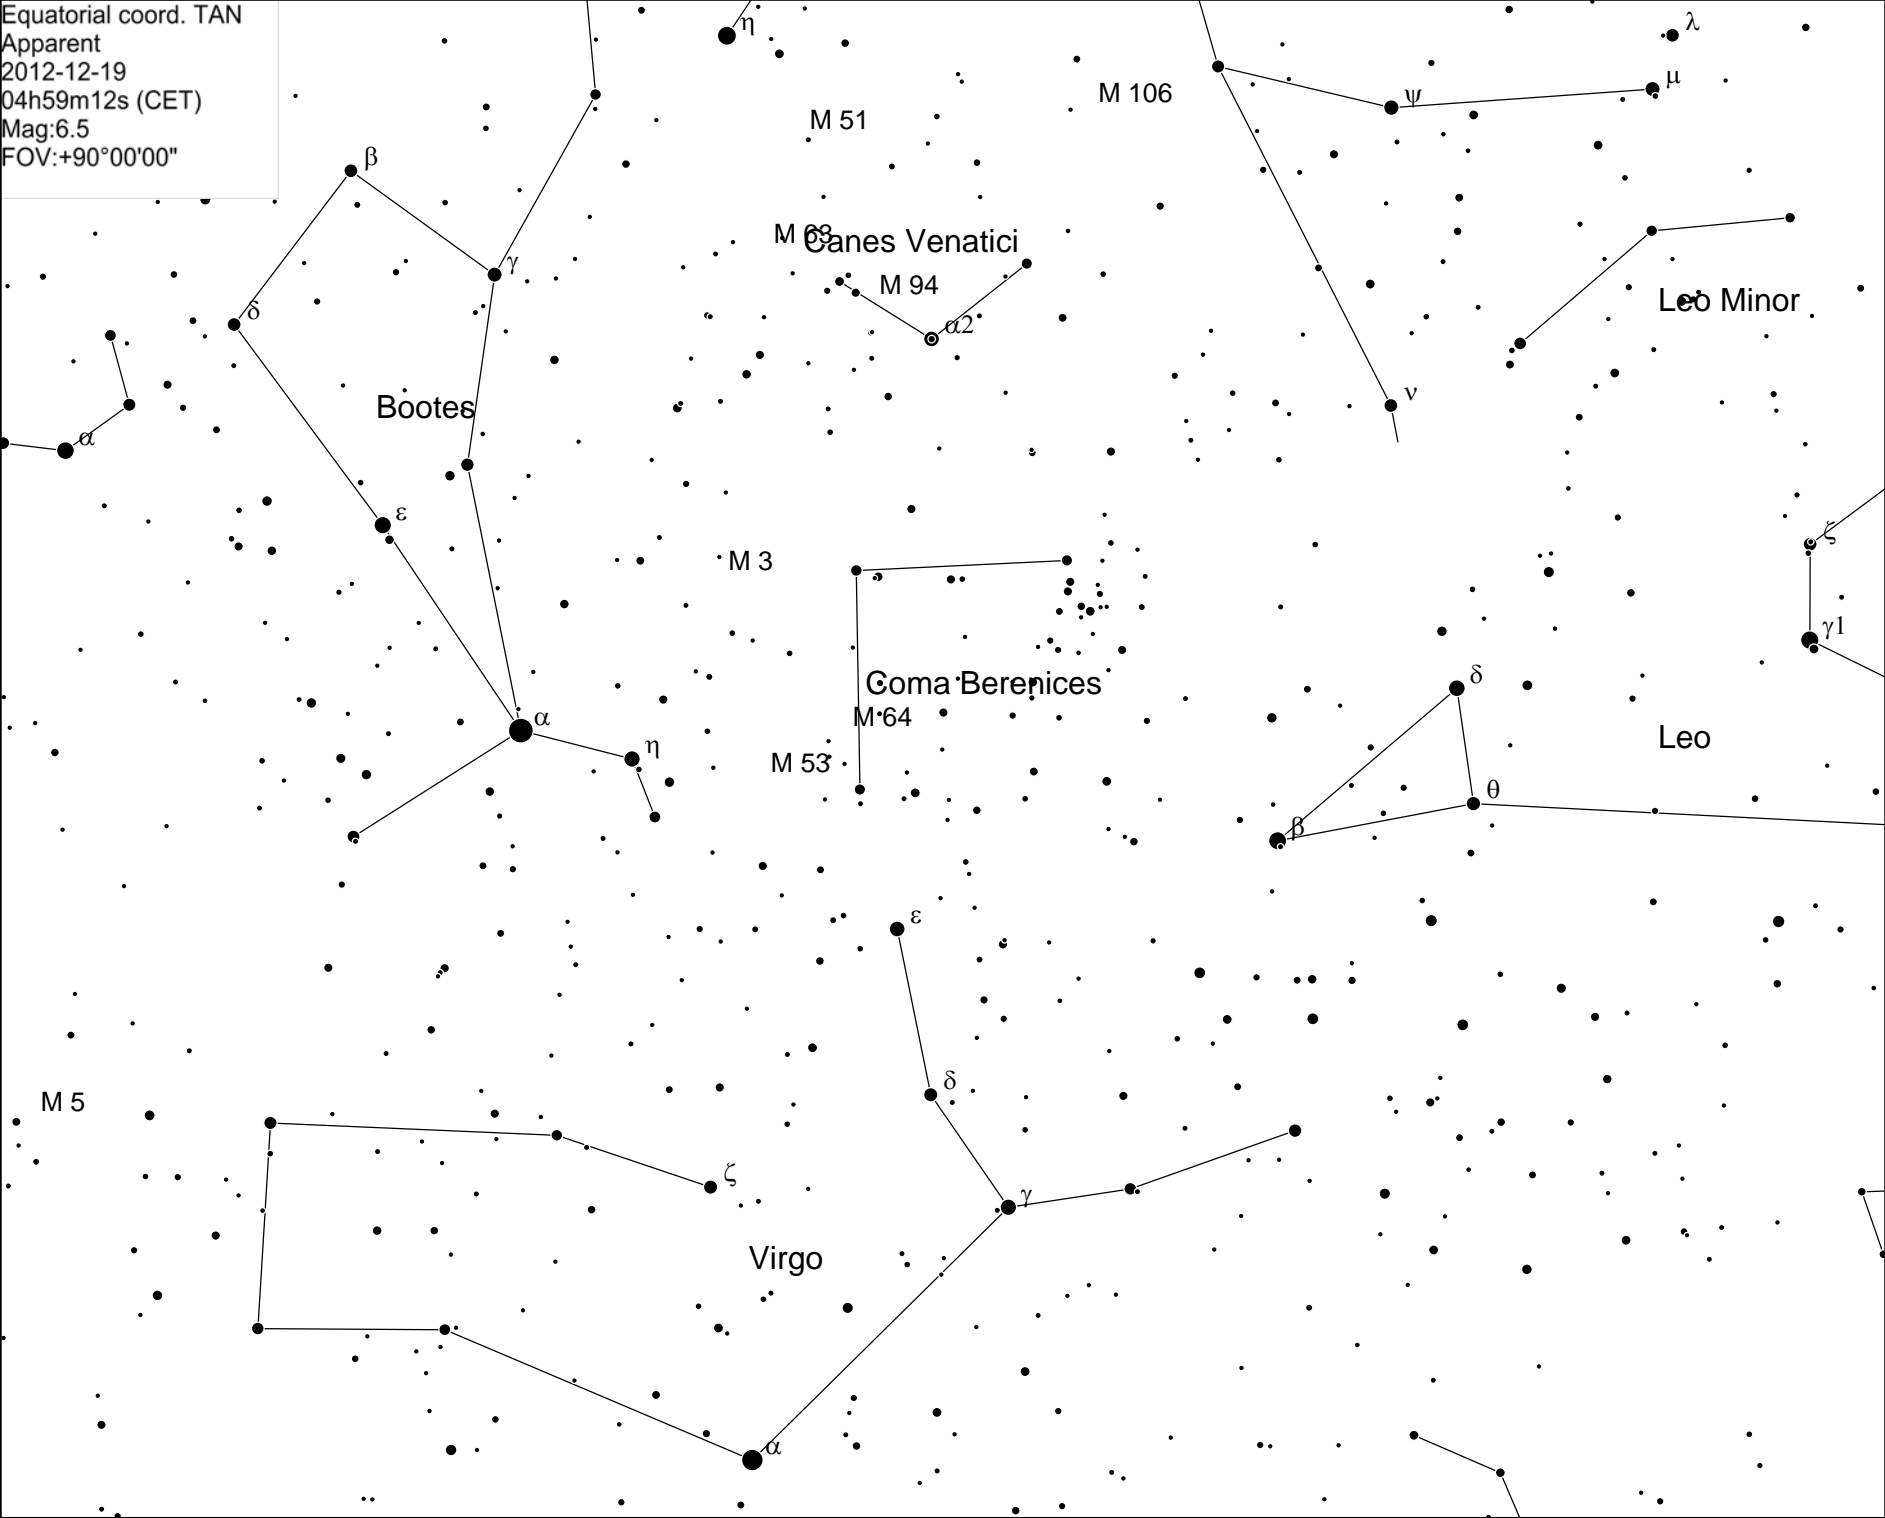 Equatorial coord. TAN
Apparent
2012-12-19
04h59m12s (CET)
Mag:6.5
FOV:+90°00'00"
η
λ
μ
M 106
ψ
M 51
β
M 63
Canes Venatici
γ
M 94
δ
α2
Leo Minor
ν
Bootes
α
ε
ζ
M 3
γ1
δ
Coma Berenices
α
M 64
Leo
η
M 53
θ
β
ε
δ
M 5
ζ
γ
Virgo
α